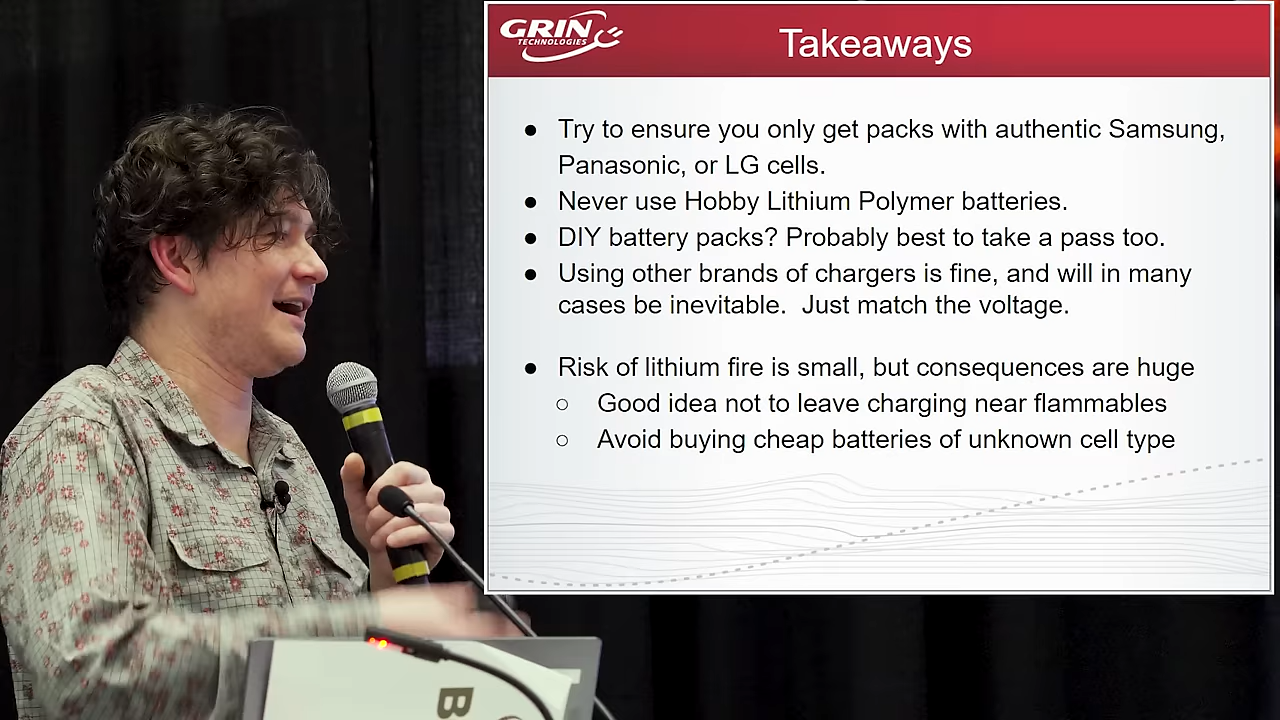 GRIN
TECHNOLOGIES
Takeaways
● Try to ensure you only get packs with authentic Samsung,
Panasonic, or LG cells.
● Never use Hobby Lithium Polymer batteries.
● DIY battery packs? Probably best to take a pass too.
● Using other brands of chargers is fine, and will in many
cases be inevitable.  Just match the voltage.
● Risk of lithium fire is small, but consequences are huge
○ Good idea not to leave charging near flammables
○ Avoid buying cheap batteries of unknown cell type
B